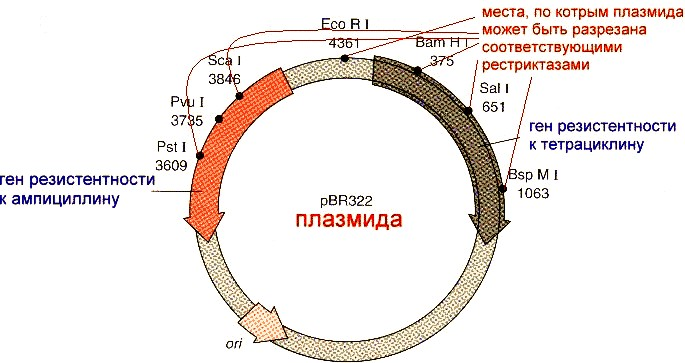 Eco R I
4361
места, по котрым плазмида
может быть разрезана
соответствующими
рестриктазами
Bam H I
375
Sca I
3846
Sal I
651
Pvu I
3735
ген резистентности
к тетрациклину
Pst I
3609
Bsp M I
1063
ген резистентности
к ампициллину
pBR322
плазмида
ori